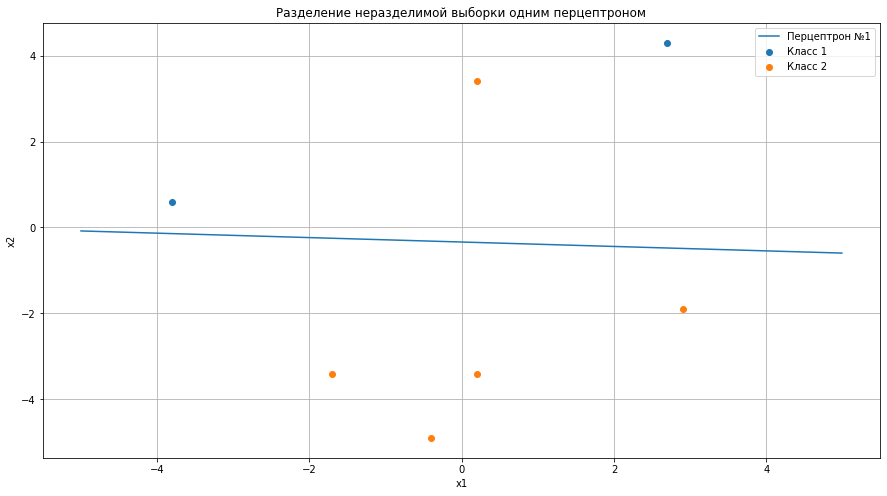 Разделение неразделимой выборки одним перцептроном
Перцептрон №1
Класс 1
Класс 2
4
2
0
−2
−4
x2
−4
−2
0
2
4
x1